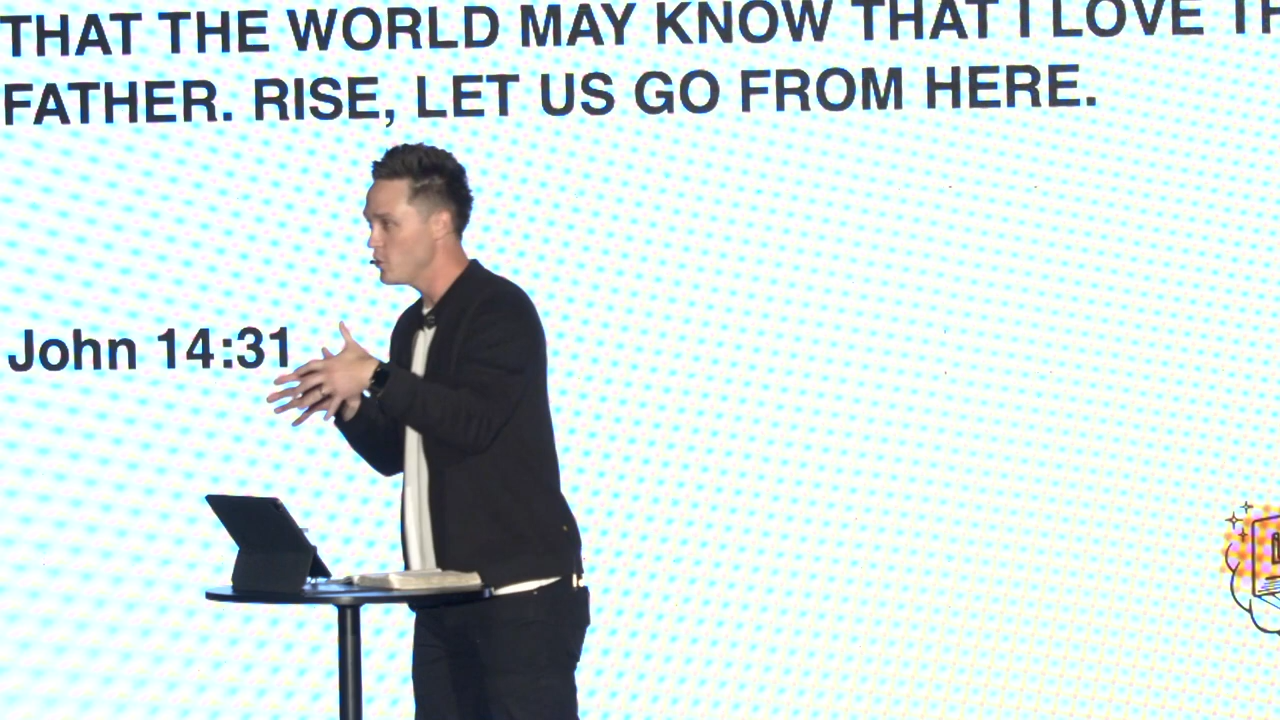 THAT THE WORLD MAY KNOW THAT I LOVE
FATHER. RISE, LET US GO FROM HERE.
John 14:31